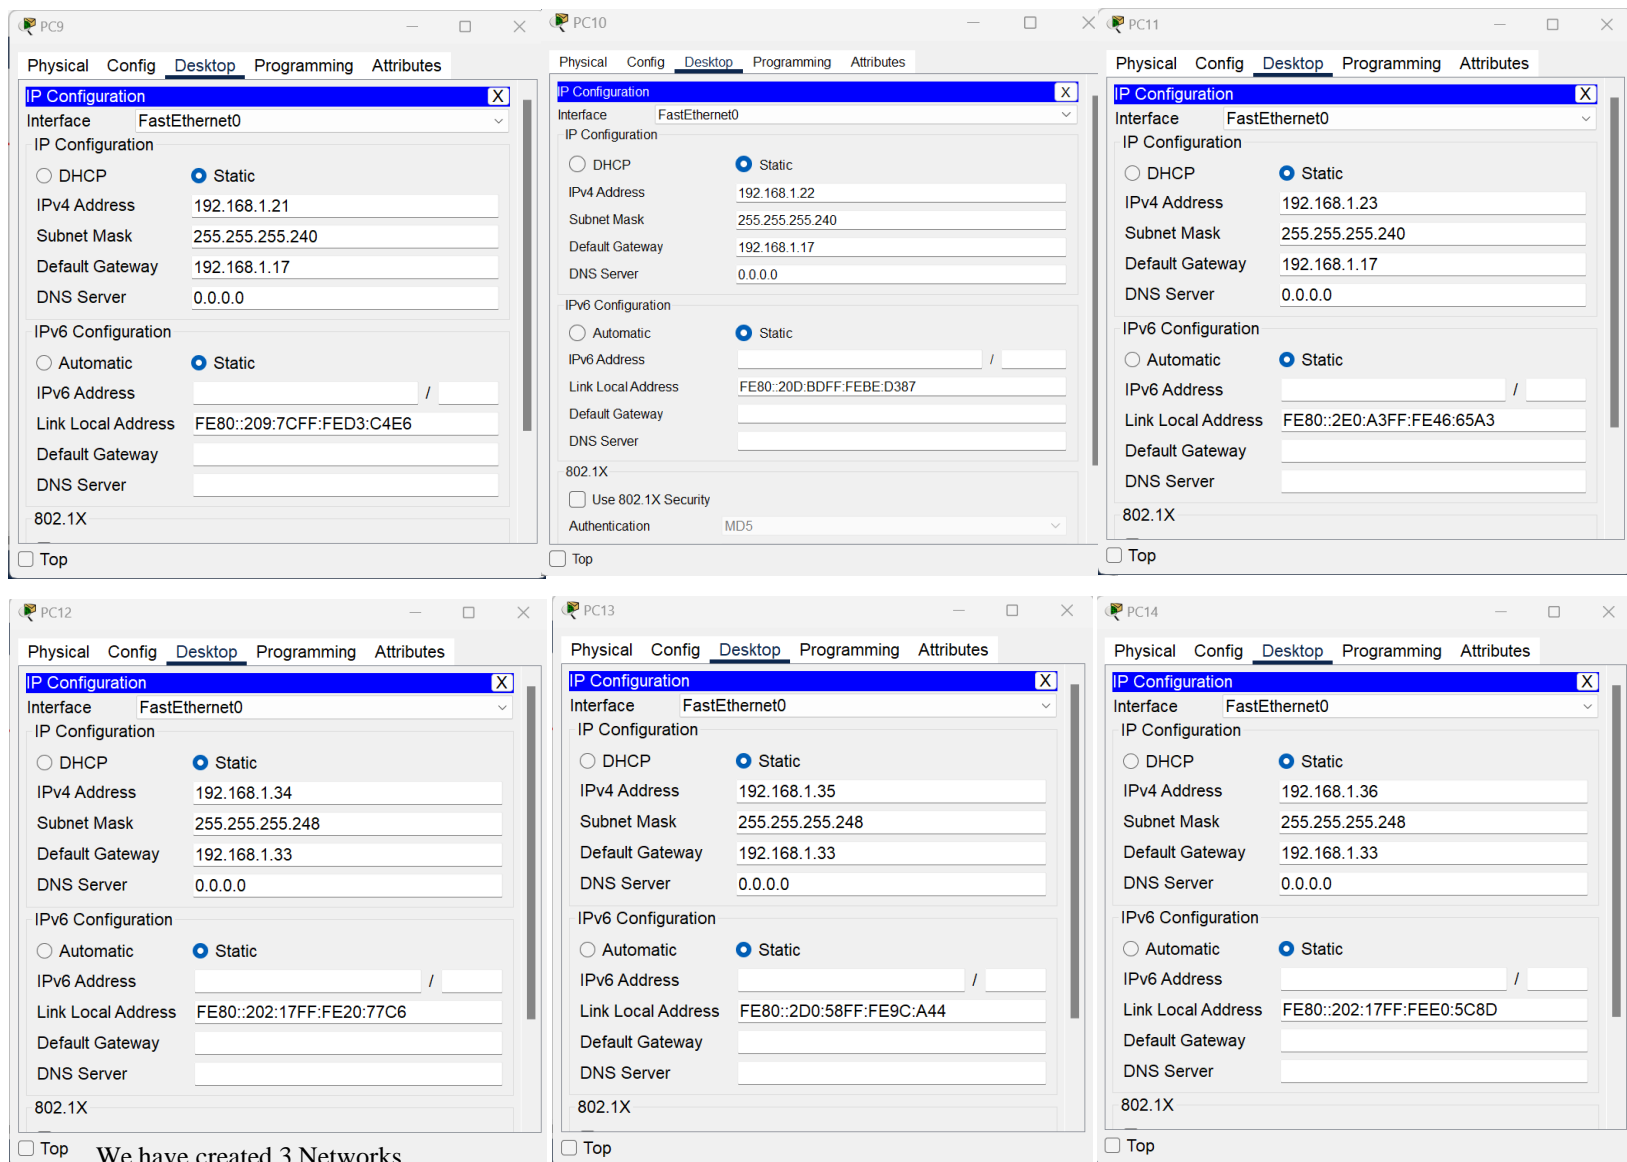 PC9
Physical Config Desktop Programming Attributes
IP Configuration X
Interface FastEthernet0
IP Configuration
DHCP Static
IPv4 Address 192.168.1.21
Subnet Mask 255.255.255.240
Default Gateway 192.168.1.17
DNS Server 0.0.0.0
IPv6 Configuration
Automatic Static
IPv6 Address /
Link Local Address FE80::209:7CFF:FED3:C4E6
Default Gateway
DNS Server
802.1X
Top
PC10
Physical Config Desktop Programming Attributes
IP Configuration X
Interface FastEthernet0
IP Configuration
DHCP Static
IPv4 Address 192.168.1.22
Subnet Mask 255.255.255.240
Default Gateway 192.168.1.17
DNS Server 0.0.0.0
IPv6 Configuration
Automatic Static
IPv6 Address /
Link Local Address FE80::20D:BDFF:FEBE:D387
Default Gateway
DNS Server
802.1X
Use 802.1X Security
Authentication MD5
Top
PC11
Physical Config Desktop Programming Attributes
IP Configuration X
Interface FastEthernet0
IP Configuration
DHCP Static
IPv4 Address 192.168.1.23
Subnet Mask 255.255.255.240
Default Gateway 192.168.1.17
DNS Server 0.0.0.0
IPv6 Configuration
Automatic Static
IPv6 Address /
Link Local Address FE80::2E0:A3FF:FE46:65A3
Default Gateway
DNS Server
802.1X
Top
PC12
Physical Config Desktop Programming Attributes
IP Configuration X
Interface FastEthernet0
IP Configuration
DHCP Static
IPv4 Address 192.168.1.34
Subnet Mask 255.255.255.248
Default Gateway 192.168.1.33
DNS Server 0.0.0.0
IPv6 Configuration
Automatic Static
IPv6 Address /
Link Local Address FE80::202:17FF:FE20:77C6
Default Gateway
DNS Server
802.1X
Top
We have created 3 Networks
PC13
Physical Config Desktop Programming Attributes
IP Configuration X
Interface FastEthernet0
IP Configuration
DHCP Static
IPv4 Address 192.168.1.35
Subnet Mask 255.255.255.248
Default Gateway 192.168.1.33
DNS Server 0.0.0.0
IPv6 Configuration
Automatic Static
IPv6 Address /
Link Local Address FE80::2D0:58FF:FE9C:A44
Default Gateway
DNS Server
802.1X
Top
PC14
Physical Config Desktop Programming Attributes
IP Configuration X
Interface FastEthernet0
IP Configuration
DHCP Static
IPv4 Address 192.168.1.36
Subnet Mask 255.255.255.248
Default Gateway 192.168.1.33
DNS Server 0.0.0.0
IPv6 Configuration
Automatic Static
IPv6 Address /
Link Local Address FE80::202:17FF:FEE0:5C8D
Default Gateway
DNS Server
802.1X
Top